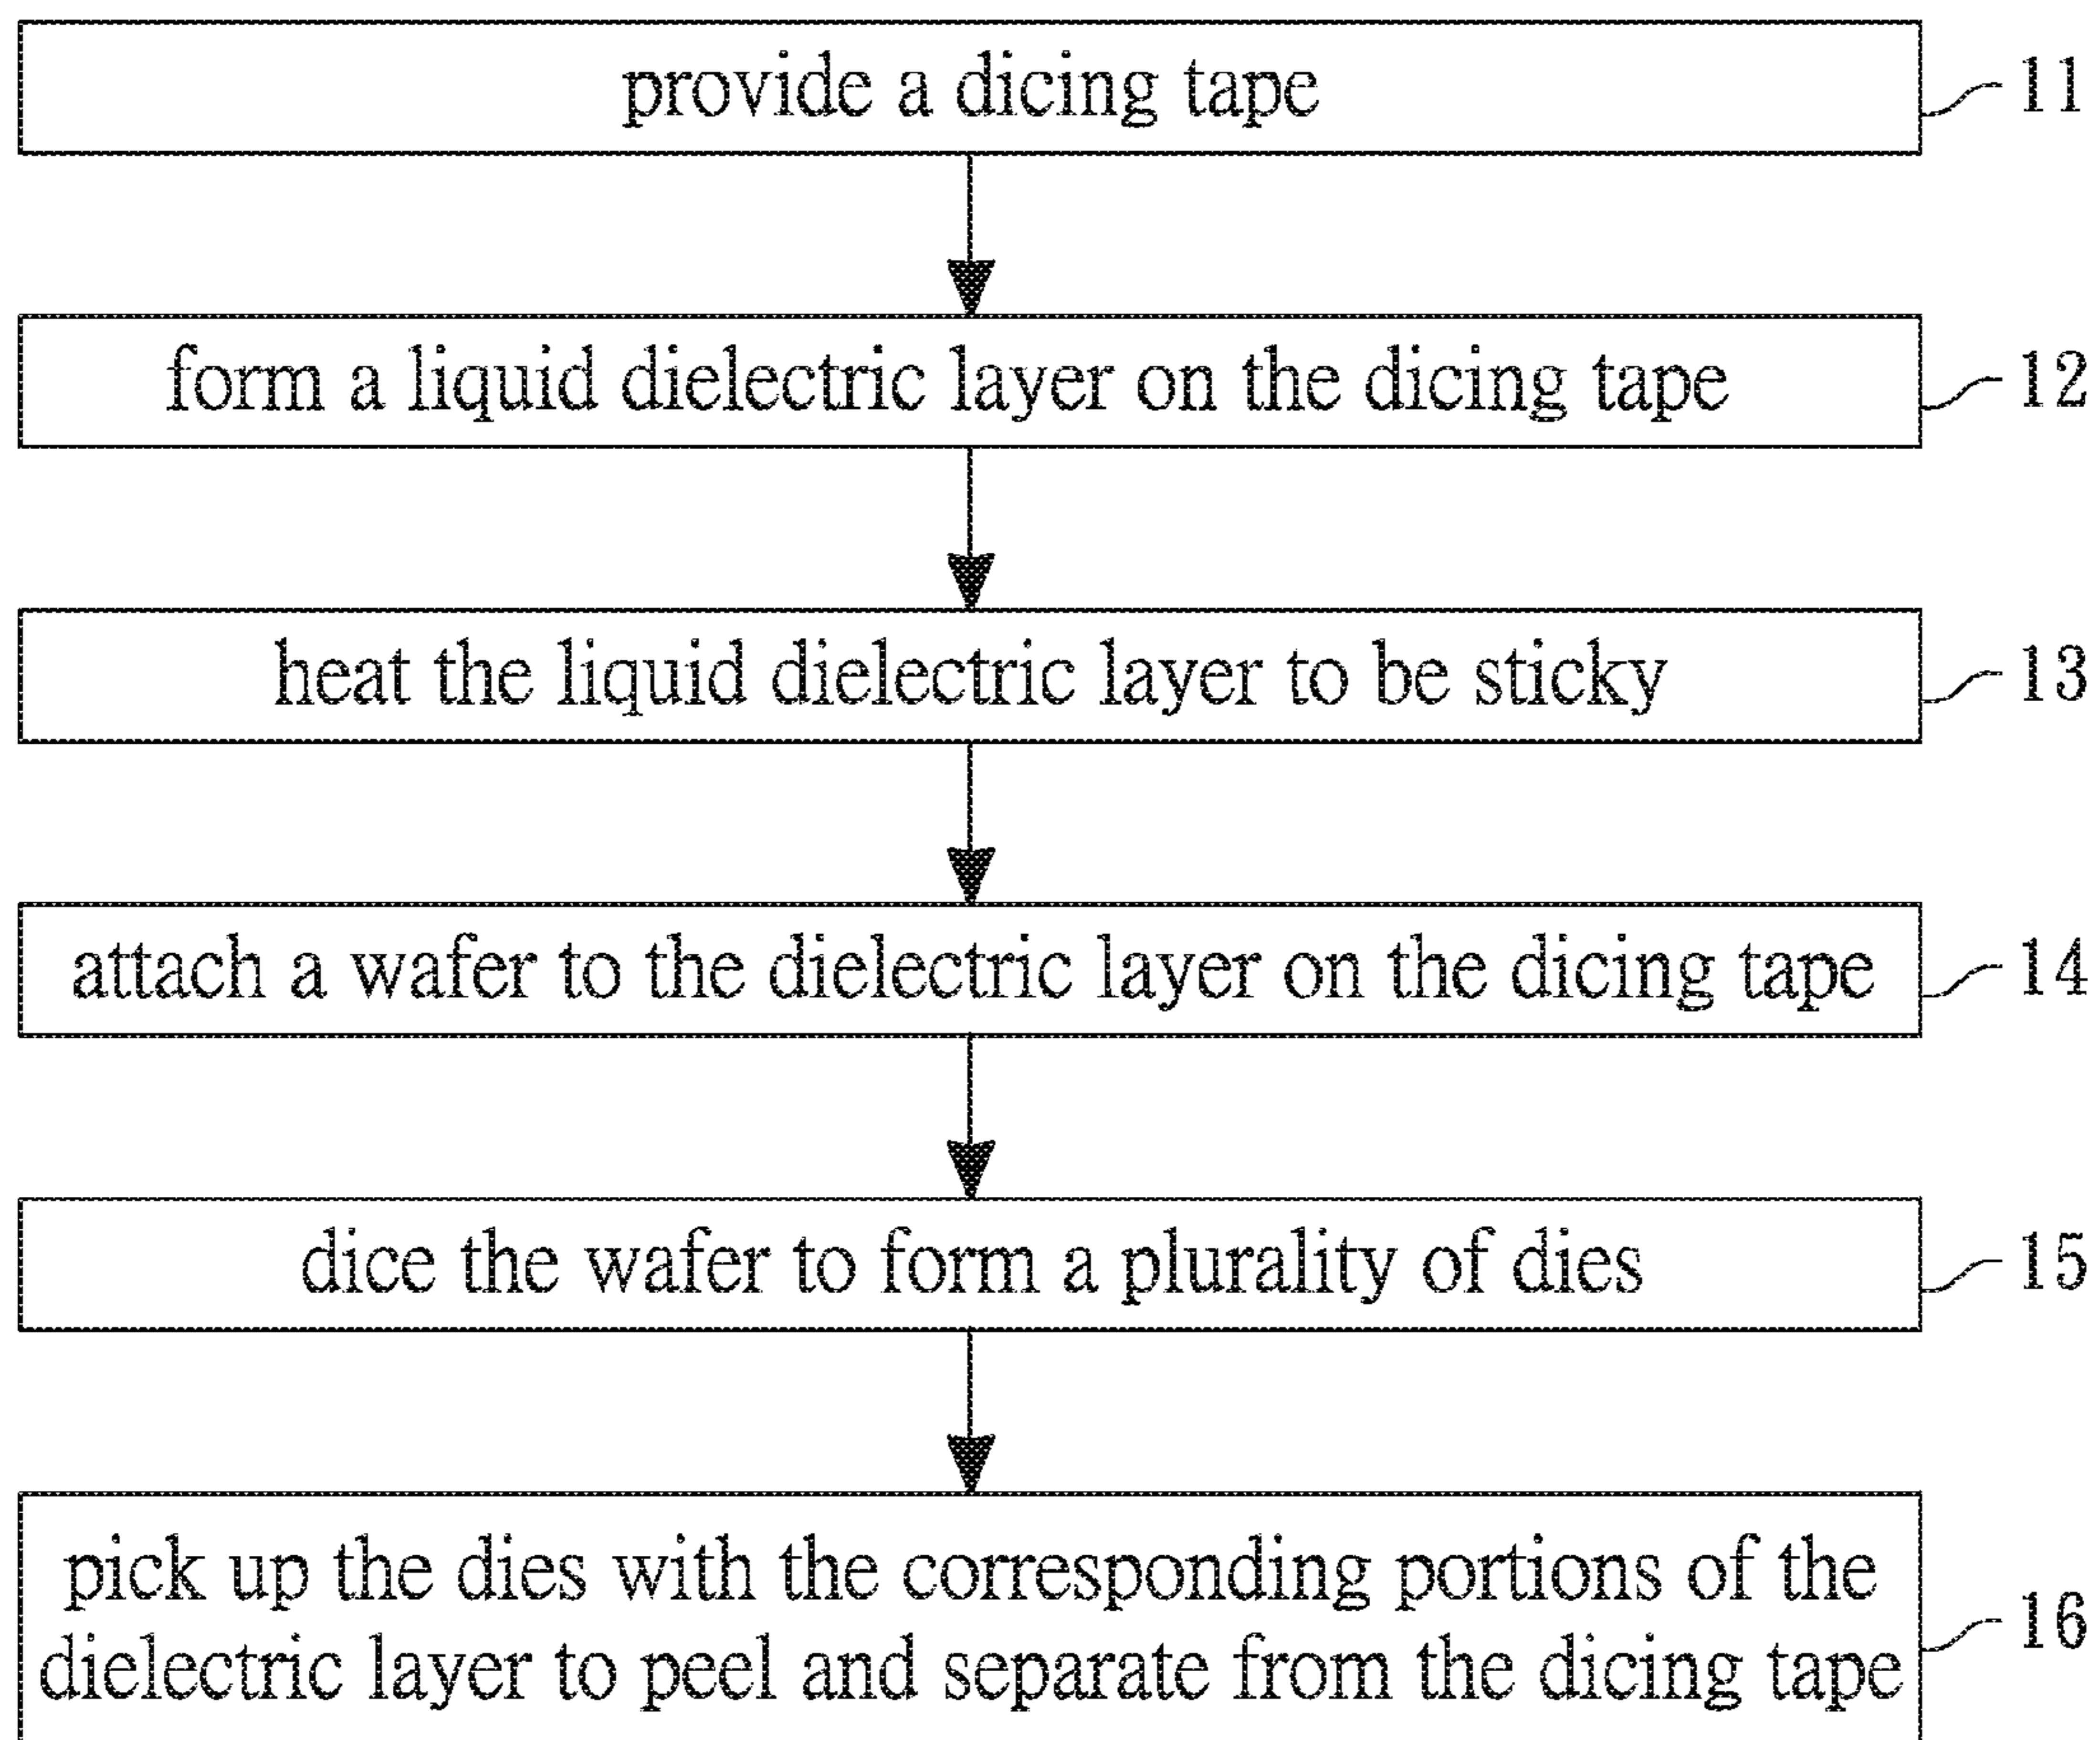 provide a dicing tape 11
form a liquid dielectric layer on the dicing tape 12
heat the liquid dielectric layer to be sticky 13
attach a wafer to the dielectric layer on the dicing tape 14
dice the wafer to form a plurality of dies 15
pick up the dies with the corresponding portions of the
dielectric layer to peel and separate from the dicing tape 16